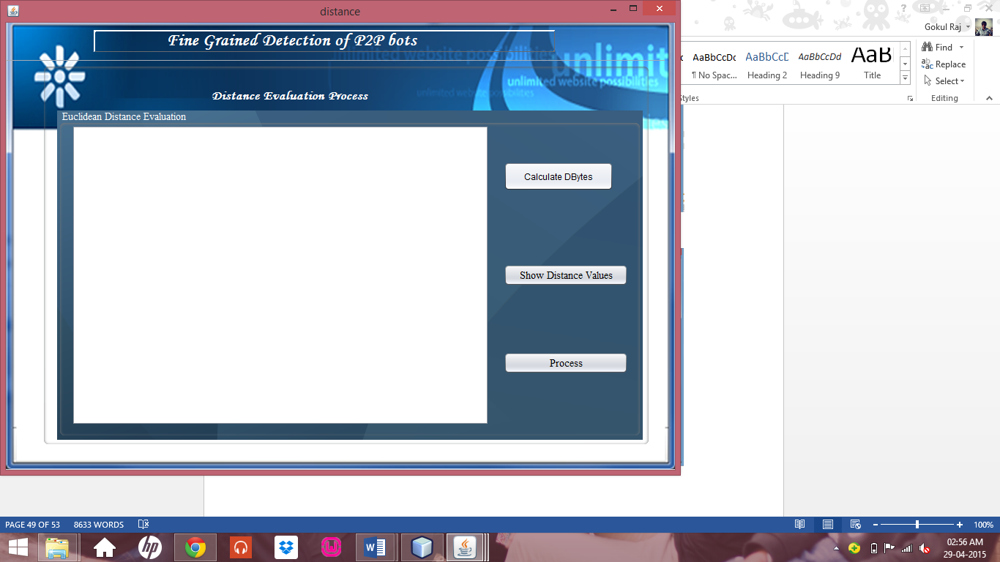 distance
Fine Grained Detection of P2P bots
unlimited website possibilities
unlimit
unlimited website possibilities
unlimited website possibilities
Distance Evaluation Process
Euclidean Distance Evaluation
Calculate DBytes
Show Distance Values
Process
?
Gokul Raj
AaBbCcDc
AaBbCcD
AaBbCcDd
AaB
¶ No Spac...
Heading 2
Heading 9
Title
Styles
Find
Replace
Select
Editing
PAGE 49 OF 53
8633 WORDS
100%
hp
02:56 AM
29-04-2015